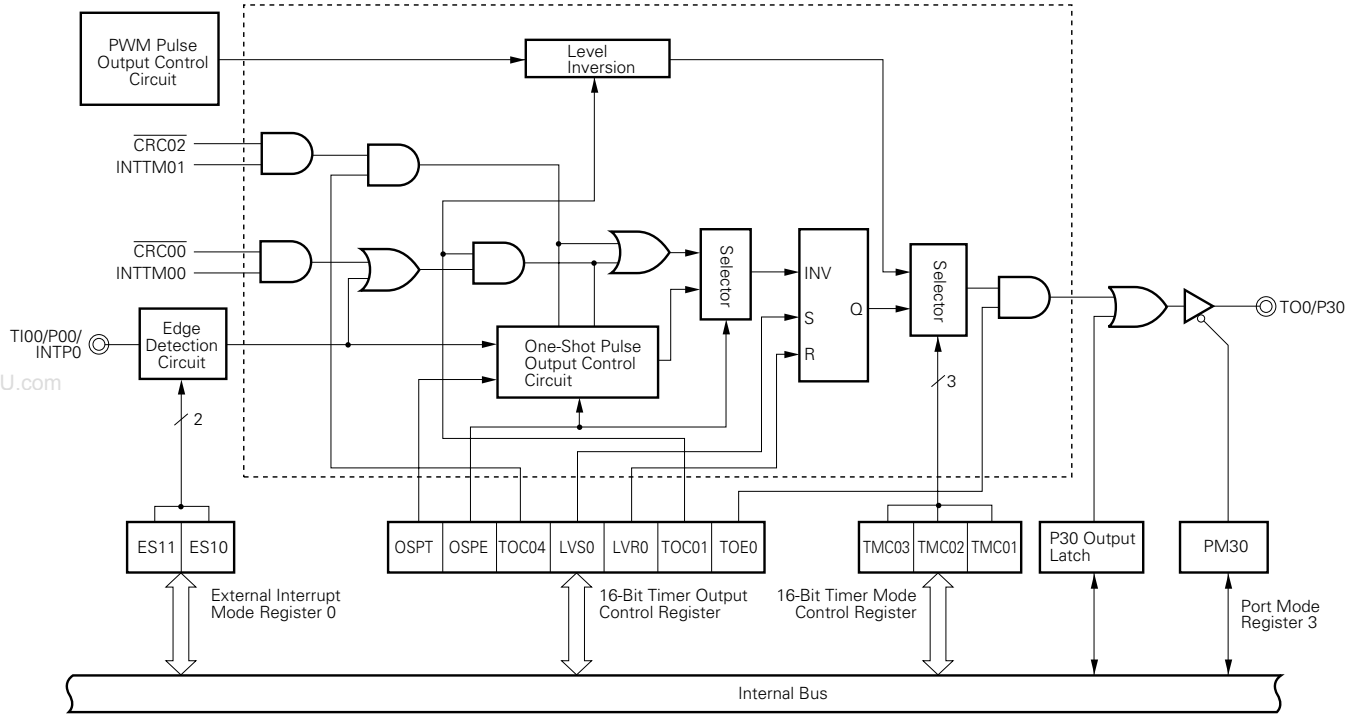 PWM Pulse
Output Control
Circuit
Level
Inversion
CRC02
INTTM01
CRC00
INTTM00
TI00/P00/
INTP0
Edge
Detection
Circuit
One-Shot Pulse
Output Control
Circuit
Selector
INV
S
R
Q
Selector
TO0/P30
U.com
2
3
ES11 ES10
OSPT OSPE TOC04 LVS0 LVR0 TOC01 TOE0
TMC03 TMC02 TMC01
P30 Output
Latch
PM30
External Interrupt
Mode Register 0
16-Bit Timer Output
Control Register
16-Bit Timer Mode
Control Register
Port Mode
Register 3
Internal Bus